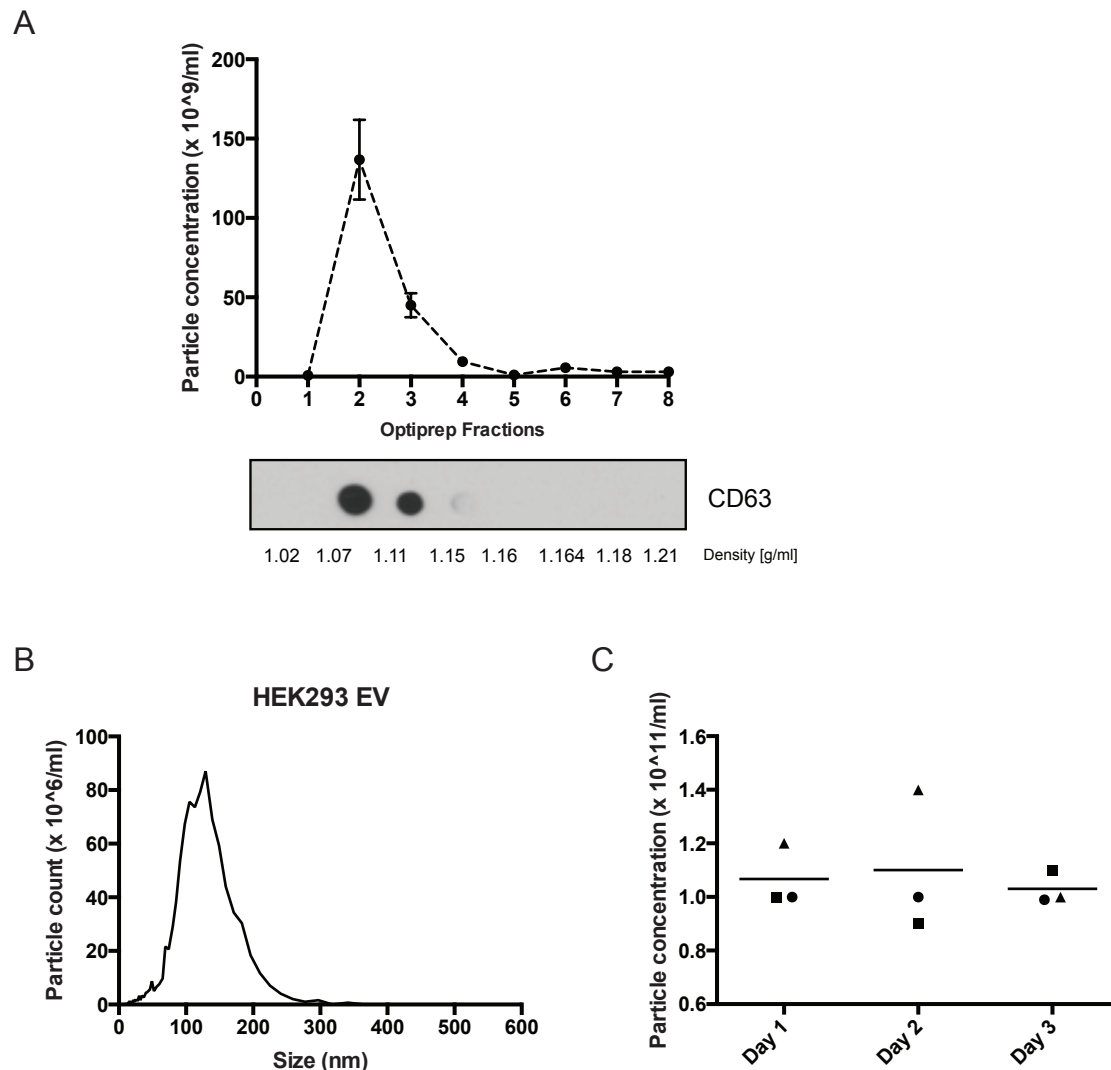 A
Particle concentration (x 10^9/ml)
200
150
100
50
0
0 1 2 3 4 5 6 7 8
Optiprep Fractions
CD63
1.02 1.07 1.11 1.15 1.16 1.164 1.18 1.21 Density [g/ml]
B
HEK293 EV
Particle count (x 10^6/ml)
100
80
60
40
20
0
0 100 200 300 400 500 600
Size (nm)
C
Particle concentration (x 10^11/ml)
1.6
1.4
1.2
1.0
0.8
0.6
Day 1 Day 2 Day 3